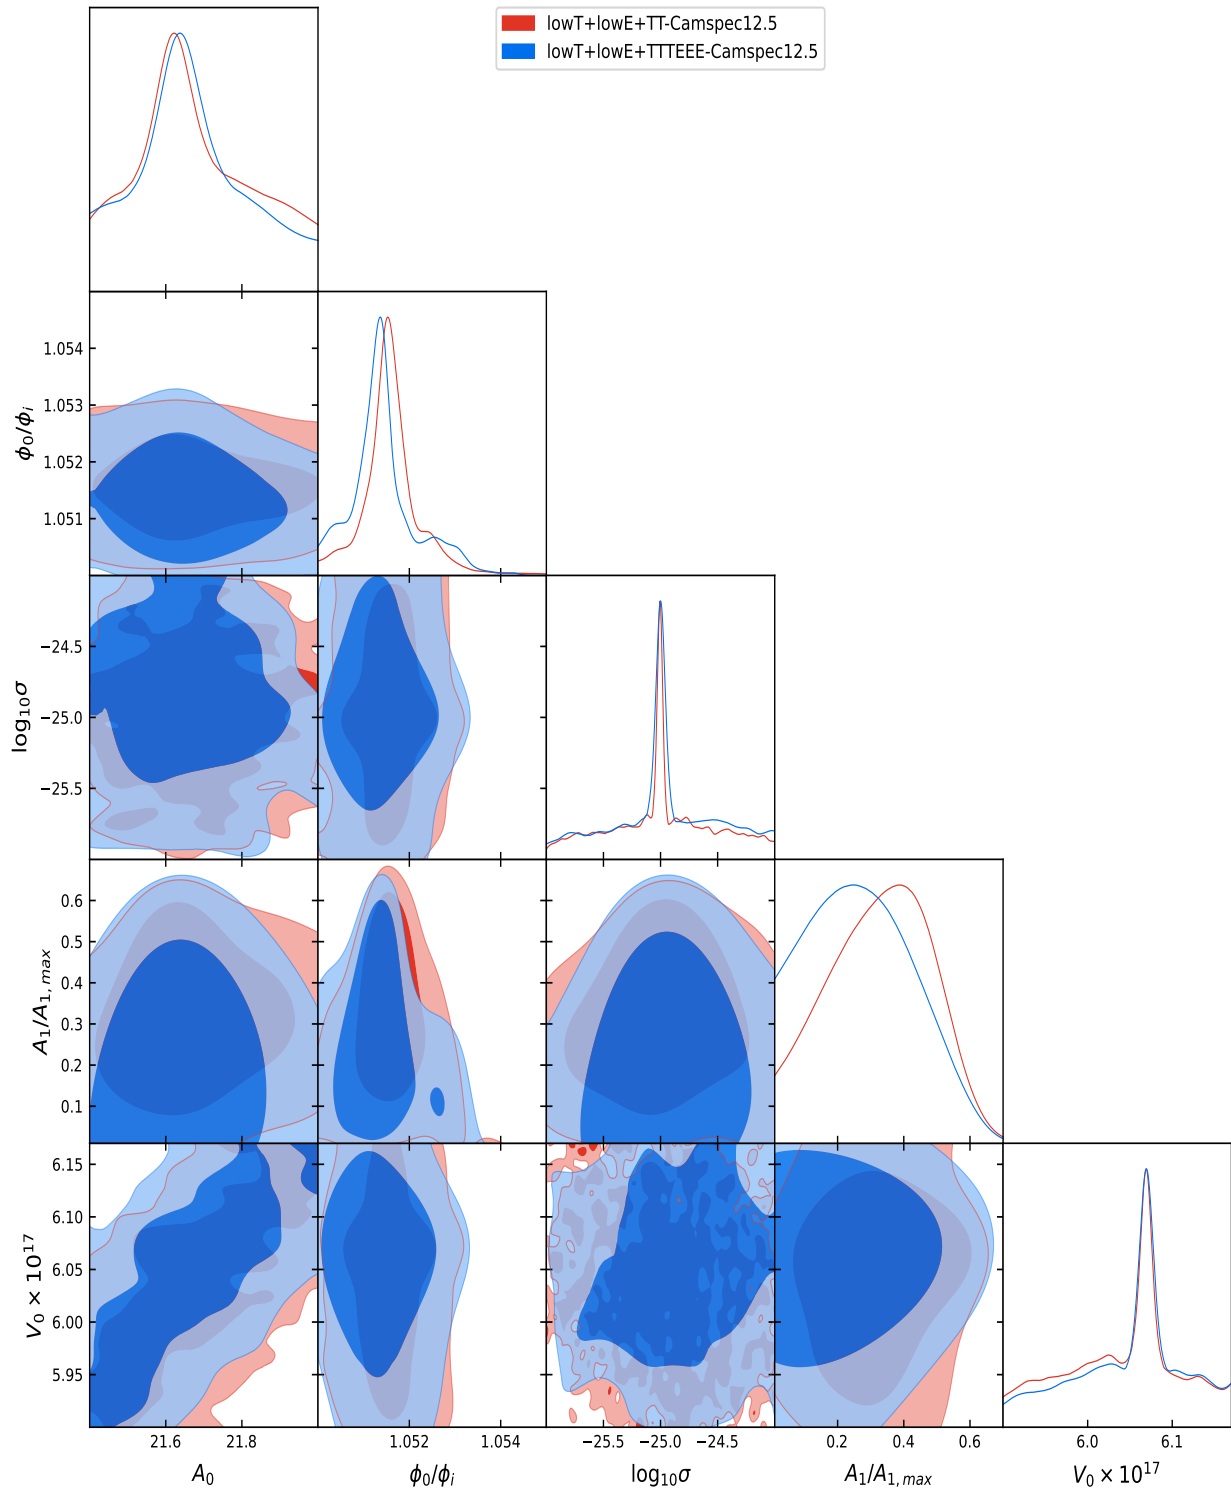 lowT+lowE+TT-Camspec12.5
lowT+lowE+TTTEEE-Camspec12.5
1.054
1.053
1.052
1.051
ϕ₀/ϕᵢ
−24.5
−25.0
−25.5
log₁₀σ
0.6
0.5
0.4
0.3
0.2
0.1
A₁/A₁,max
6.15
6.10
6.05
6.00
5.95
V₀ × 10¹⁷
21.6 21.8
1.052 1.054
−25.5 −25.0 −24.5
0.2 0.4 0.6
6.0 6.1
A₀
ϕ₀/ϕᵢ
log₁₀σ
A₁/A₁,max
V₀ × 10¹⁷